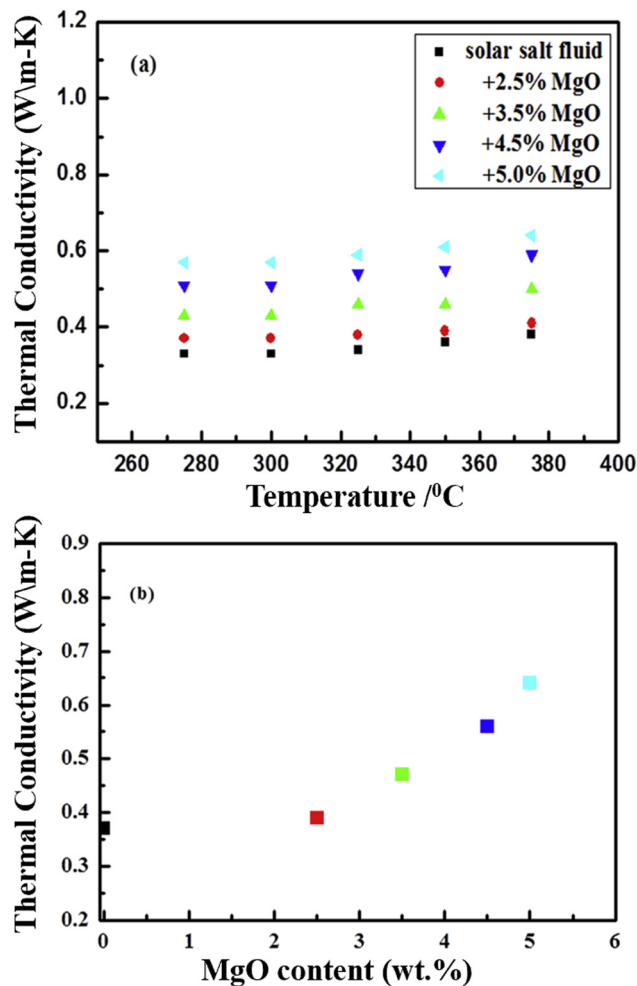 Thermal Conductivity (W\m-K)
1.2
1.0
0.8
0.6
0.4
0.2
(a)
solar salt fluid
+2.5% MgO
+3.5% MgO
+4.5% MgO
+5.0% MgO
260 280 300 320 340 360 380 400
Temperature /⁰C
Thermal Conductivity (W\m-K)
0.9
0.8
0.7
0.6
0.5
0.4
0.3
0.2
(b)
0 1 2 3 4 5 6
MgO content (wt.%)